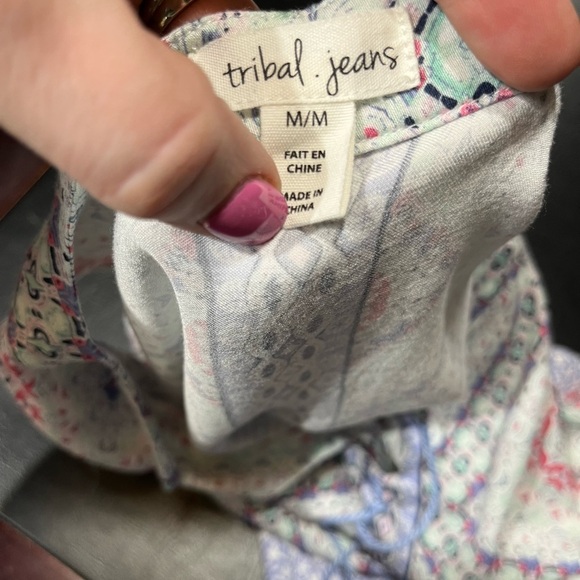 tribal.jeans
M/M
FAIT EN
CHINE
MADE IN
CHINA